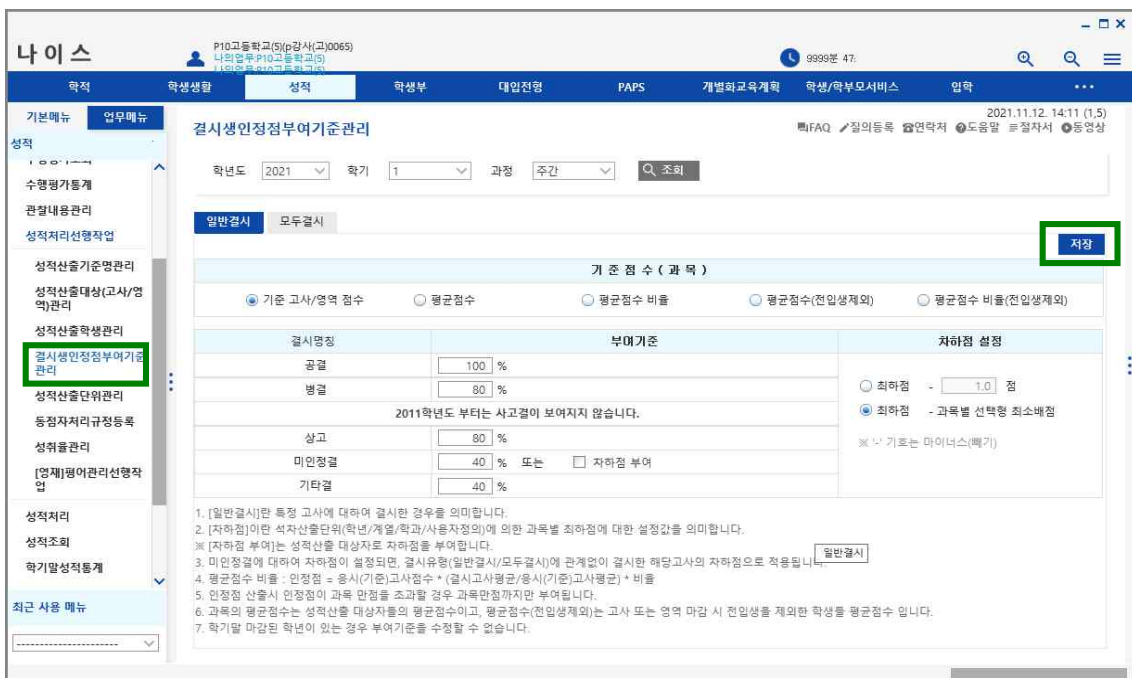 나이스
P10고등학교(5)(p강사(고)0065)
나의업무:P10고등학교(5)
나의업무:P10고등학교(5)
9999분 47:
학적 학생생활 성적 학생부 대입전형 PAPS 개별화교육계획 학생/학부모서비스 입학 •••
기본메뉴 업무메뉴
성적
수행평가통계
관찰내용관리
성적처리선행작업
성적산출기준명관리
성적산출대상(고사/영
역)관리
성적산출학생관리
결시생인정점부여기준
관리
성적산출단위관리
동점자처리규정등록
성취율관리
[영재]평어관리선행작
업
성적처리
성적조회
학기말성적통계
최근 사용 메뉴
----------------------
결시생인정점부여기준관리
2021.11.12. 14:11 (1,5)
FAQ 질의등록 연락처 도움말 절차서 동영상
학년도 2021 학기 1 과정 주간 조회
일반결시 모두결시
저장
기 준 점 수 ( 과 목 )
기준 고사/영역 점수 평균점수 평균점수 비율 평균점수(전입생제외) 평균점수 비율(전입생제외)
결시명칭 부여기준 차하점 설정
공결 100 %
병결 80 %
2011학년도 부터는 사고결이 보여지지 않습니다.
상고 80 %
미인정결 40 % 또는 차하점 부여
기타결 40 %
최하점 - 1.0 점
최하점 - 과목별 선택형 최소배점
※ '-' 기호는 마이너스(빼기)
1. [일반결시]란 특정 고사에 대하여 결시한 경우을 의미합니다.
2. [차하점]이란 석차산출단위(학년/계열/학과/사용자정의)에 의한 과목별 최하점에 대한 설정값을 의미합니다.
※ [차하점 부여]는 성적산출 대상자로 차하점을 부여합니다.
3. 미인정결에 대하여 차하점이 설정되면, 결시유형(일반결시/모두결시)에 관계없이 결시한 해당고사의 차하점으로 적용됩니다.
일반결시
4. 평균점수 비율 : 인정점 = 응시(기준)고사점수 * (결시고사평균/응시(기준)고사평균) * 비율
5. 인정점 산출시 인정점이 과목 만점을 초과할 경우 과목만점까지만 부여됩니다.
6. 과목의 평균점수는 성적산출 대상자들의 평균점수이고, 평균점수(전입생제외)는 고사 또는 영역 마감 시 전입생을 제외한 학생들 평균점수 입니다.
7. 학기말 마감된 학년이 있는 경우 부여기준을 수정할 수 없습니다.